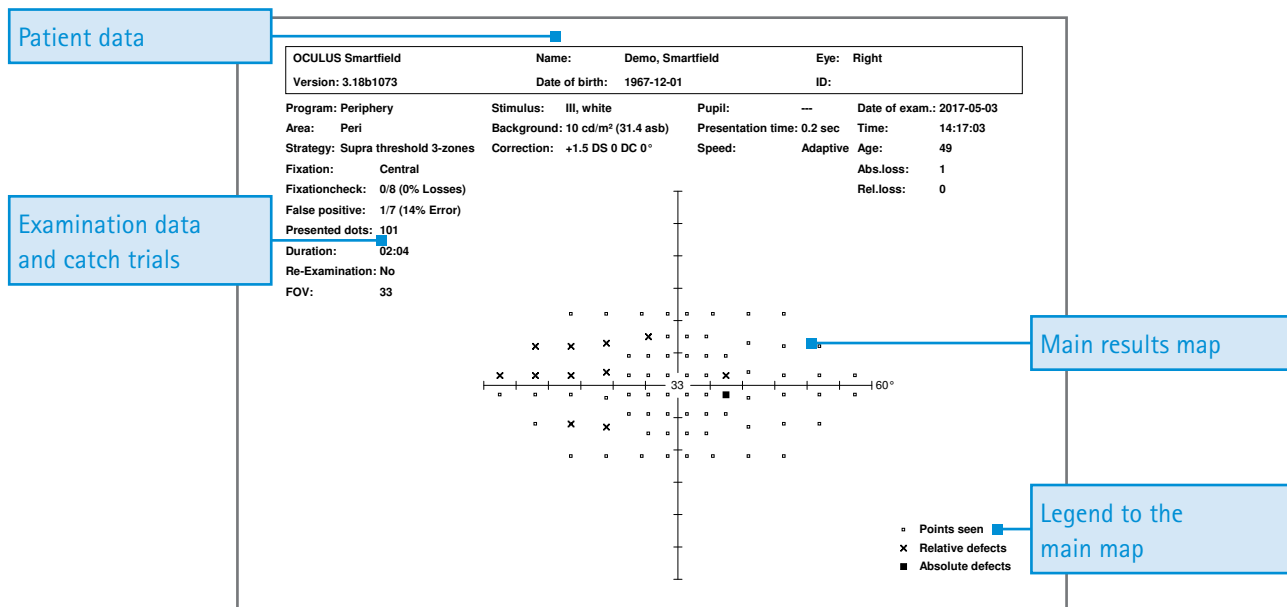 Patient data
OCULUS Smartfield Name: Demo, Smartfield Eye: Right
Version: 3.18b1073 Date of birth: 1967-12-01 ID:
Program: Periphery Stimulus: III, white Pupil: --- Date of exam.: 2017-05-03
Area: Peri Background: 10 cd/m² (31.4 asb) Presentation time: 0.2 sec Time: 14:17:03
Strategy: Supra threshold 3-zones Correction: +1.5 DS 0 DC 0° Speed: Adaptive Age: 49
Fixation: Central Abs.loss: 1
Fixationcheck: 0/8 (0% Losses) Rel.loss: 0
False positive: 1/7 (14% Error)
Presented dots: 101
Duration: 02:04
Re-Examination: No
FOV: 33
Examination data
and catch trials
Main results map
33 60°
Points seen
Relative defects
Absolute defects
Legend to the
main map